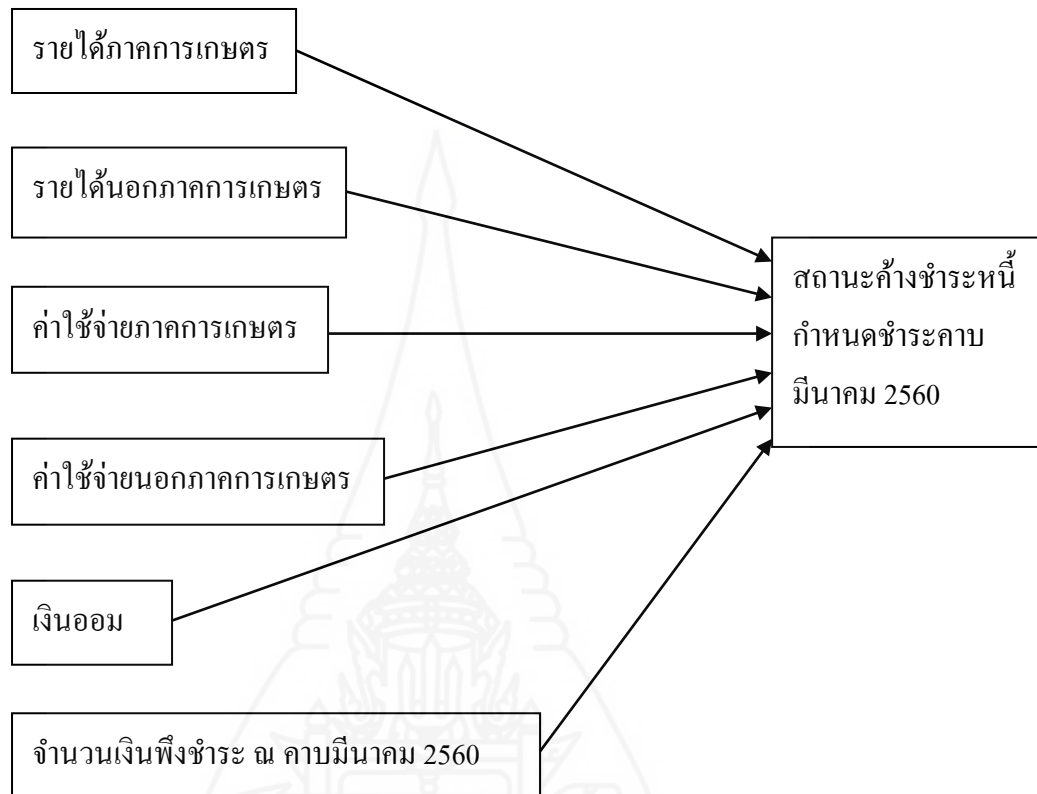 รายได้ภาคการเกษตร
รายได้นอกภาคการเกษตร
ค่าใช้จ่ายภาคการเกษตร
ค่าใช้จ่ายนอกภาคการเกษตร
เงินออม
จำนวนเงินพึงชำระ ณ คาบมีนาคม 2560
สถานะค้างชำระหนี้
กำหนดชำระคาบ
มีนาคม 2560